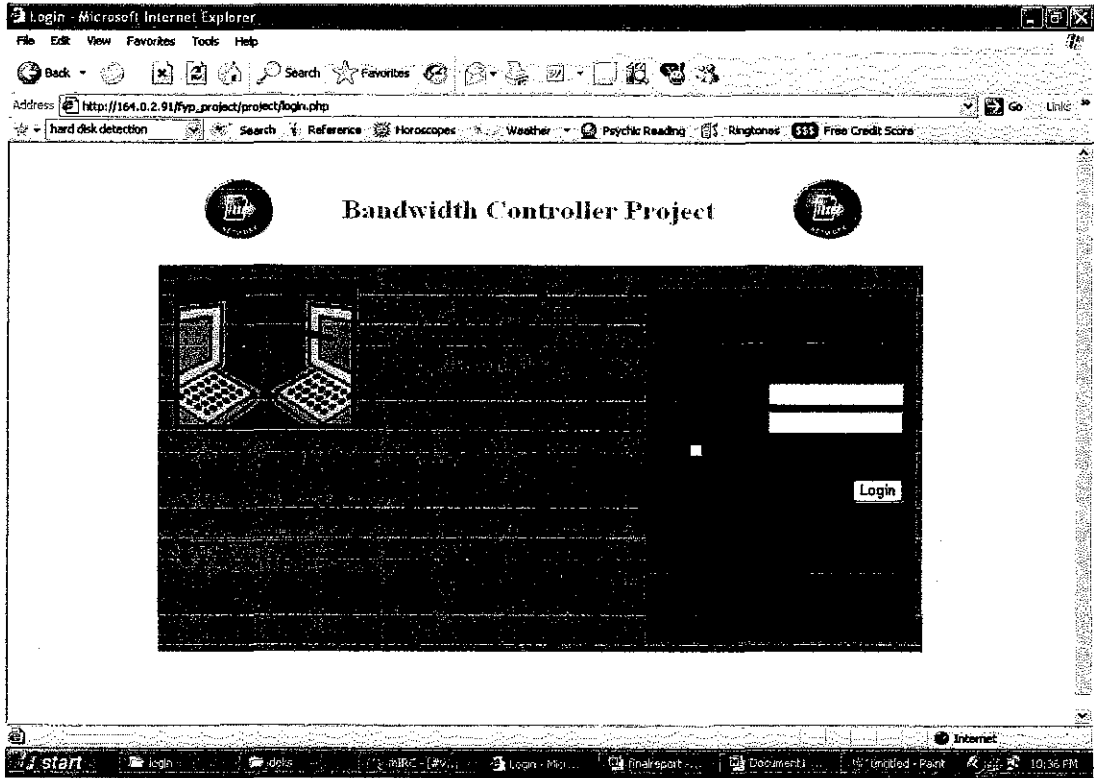 Login - Microsoft Internet Explorer
File Edit View Favorites Tools Help
Back Search Favorites
Address http://164.0.2.91/fyp_project/project/login.php Go Links
hard disk detection Search Reference Horoscopes Weather Psychic Reading Ringtones $$$ Free Credit Score
Bandwidth Controller Project
Login
Internet
start login mIRC - [#V... Login - Micr... finalreport - ... Document1 ... untitled - Paint 10:36 PM